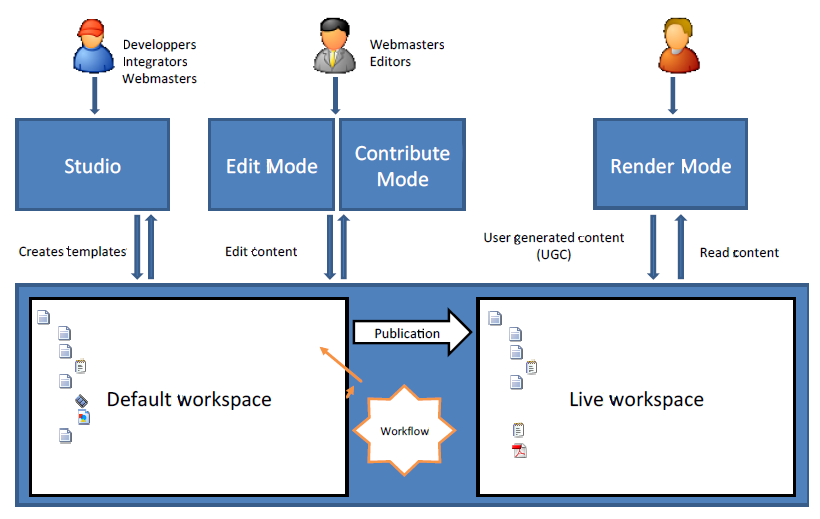 Developpers
Integrators
Webmasters
Webmasters
Editors
Studio
Edit Mode
Contribute
Mode
Render Mode
Creates templates
Edit content
User generated content
(UGC)
Read content
Publication
Default workspace
Workflow
Live workspace